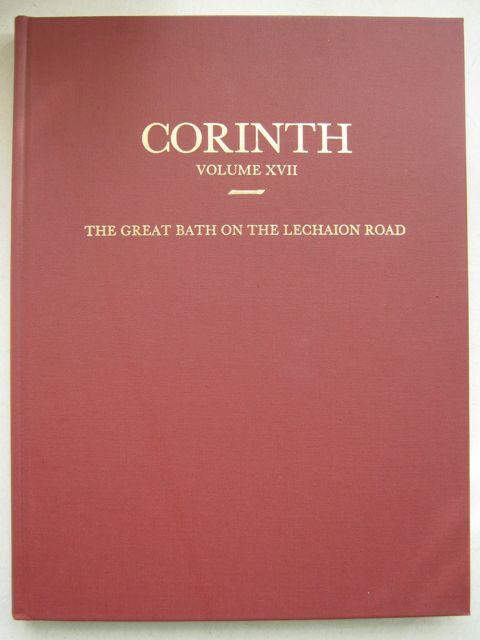 CORINTH
VOLUME XVII
THE GREAT BATH ON THE LECHAION ROAD